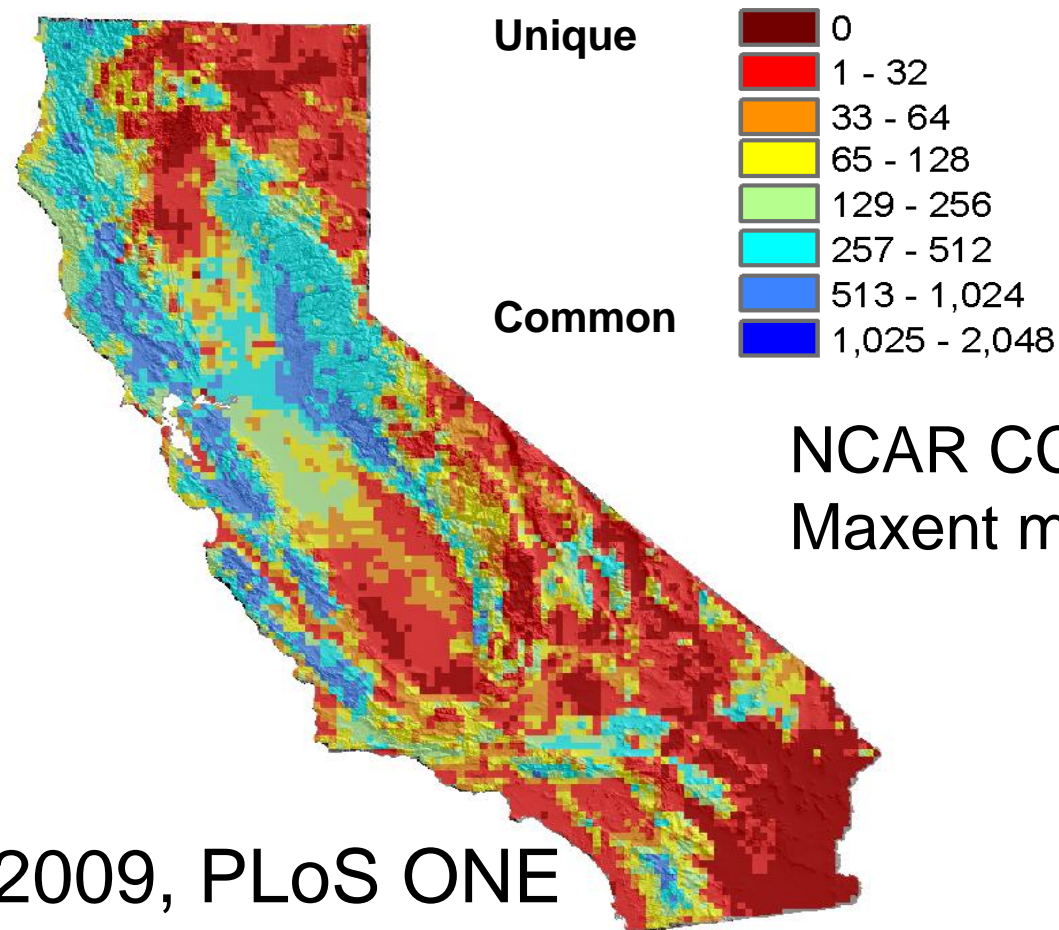 Unique
Common
0
1 - 32
33 - 64
65 - 128
129 - 256
257 - 512
513 - 1,024
1,025 - 2,048
NCAR
Maxent
2009, PLoS ONE